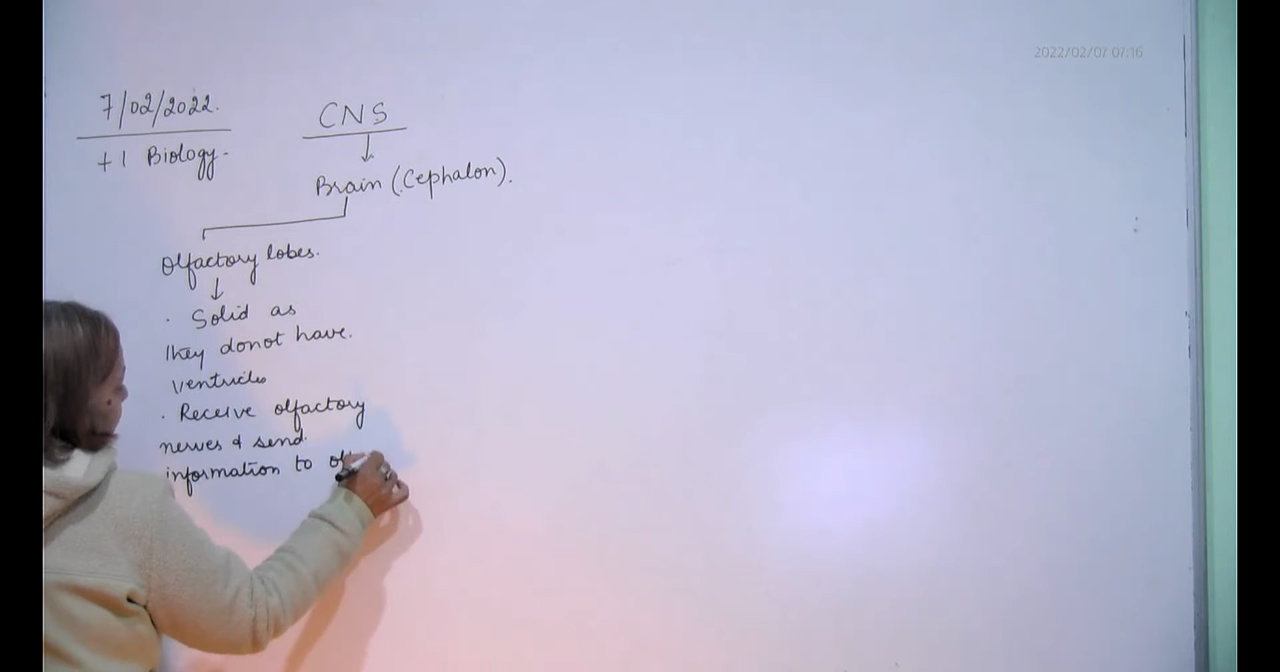 2022/02/07 07:16
7/02/2022.
+1 Biology-
CNS
Brain (Cephalon).
Olfactory lobes.
. Solid as
they donot have.
ventricles
. Receive olfactory
nerves & send.
information to